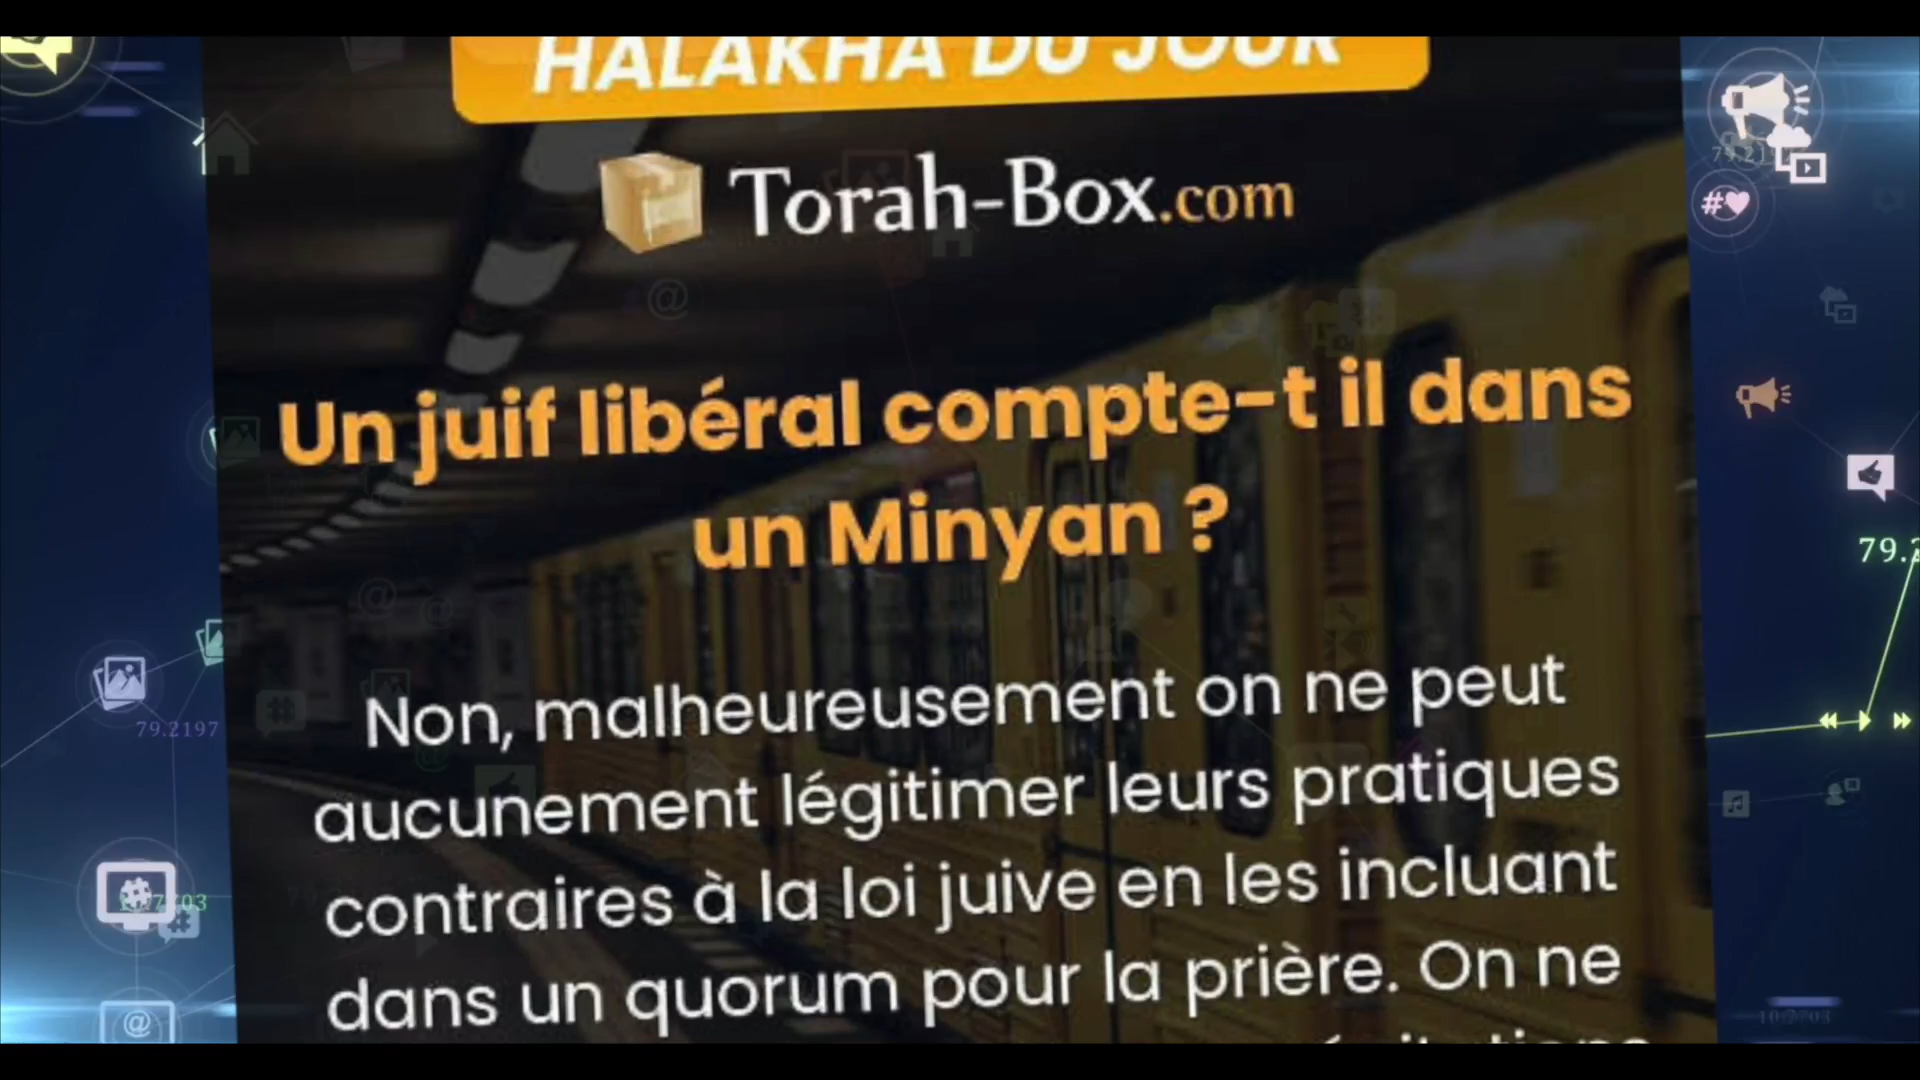 HALAKHA DU JOUR
Torah-Box.com
Un juif libéral compte-t il dans
un Minyan ?
Non, malheureusement on ne peut
aucunement légitimer leurs pratiques
contraires à la loi juive en les incluant
dans un quorum pour la prière. On ne
79.2197